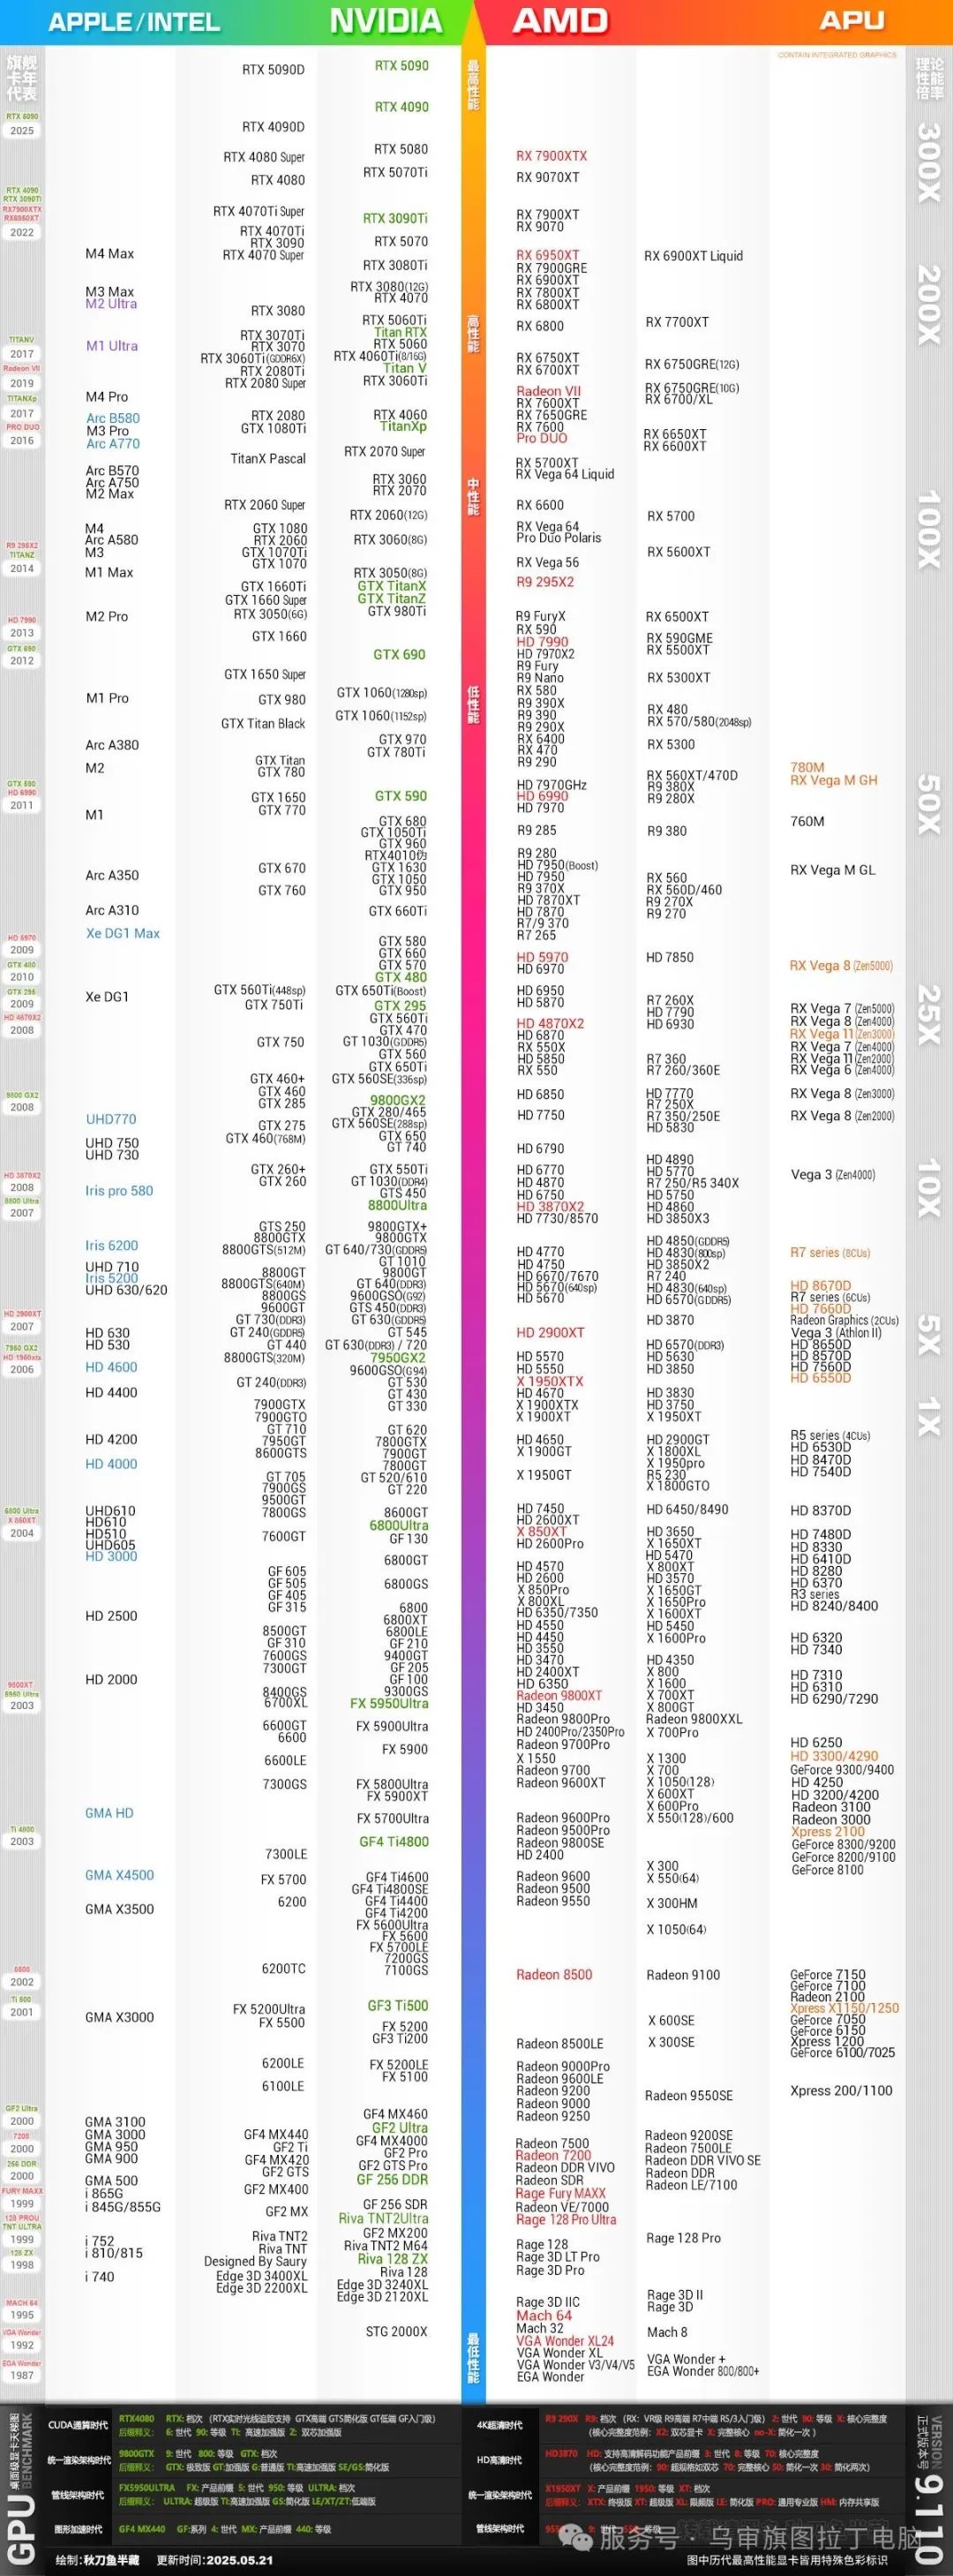 APPLE/INTEL
NVIDIA
AMD
APU
旗舰
卡年
代表
RTX 5090
2025
RTX 4090
RTX 3090Ti
RX7900XTX
RX6950XT
2022
TITANV
2017
Radeon VII
2019
TITANXp
2017
PRO DUO
2016
R9 295X2
TITANZ
2014
HD 7990
2013
GTX 690
2012
GTX 590
HD 6990
2011
HD 5970
2009
GTX 480
2010
GTX 295
2009
HD 4870X2
2008
9800 GX2
2008
HD 3870X2
2008
8800 Ultra
2007
HD 2900XT
2007
7950 GX2
HD 1950xtx
2006
6800 Ultra
X 850XT
2004
9800XT
5950 Ultra
2003
Ti 4800
2003
8500
2002
Ti 500
2001
GF2 Ultra
2000
7200
2000
256 DDR
2000
FURY MAXX
1999
128 PROU
TNT ULTRA
1999
128 ZX
1998
MACH 64
1995
VGA Wonder
1992
EGA Wonder
1987
M4 Max
M3 Max
M2 Ultra
M1 Ultra
M4 Pro
Arc B580
M3 Pro
Arc A770
Arc B570
Arc A750
M2 Max
M4
Arc A580
M3
M1 Max
M2 Pro
M1 Pro
Arc A380
M2
M1
Arc A350
Arc A310
Xe DG1 Max
Xe DG1
UHD770
UHD 750
UHD 730
Iris pro 580
Iris 6200
UHD 710
Iris 5200
UHD 630/620
HD 630
HD 530
HD 4600
HD 4400
HD 4200
HD 4000
UHD610
HD610
HD510
UHD605
HD 3000
HD 2500
HD 2000
GMA HD
GMA X4500
GMA X3500
GMA X3000
GMA 3100
GMA 3000
GMA 950
GMA 900
GMA 500
i 865G
i 845G/855G
i 752
i 810/815
i 740
RTX 5090D
RTX 4090D
RTX 4080 Super
RTX 4080
RTX 4070Ti Super
RTX 4070Ti
RTX 3090
RTX 4070 Super
RTX 3080
RTX 3070Ti
RTX 3070
RTX 3060Ti(GDDR6X)
RTX 2080Ti
RTX 2080 Super
RTX 2080
GTX 1080Ti
TitanX Pascal
RTX 2060 Super
GTX 1080
RTX 2060
GTX 1070Ti
GTX 1070
GTX 1660Ti
GTX 1660 Super
RTX 3050(6G)
GTX 1660
GTX 1650 Super
GTX 980
GTX Titan Black
GTX Titan
GTX 780
GTX 1650
GTX 770
GTX 670
GTX 760
GTX 560Ti(448sp)
GTX 750Ti
GTX 750
GTX 460+
GTX 460
GTX 285
GTX 275
GTX 460(768M)
GTX 260+
GTX 260
GTS 250
8800GTX
8800GTS(512M)
8800GT
8800GTS(640M)
8800GS
9600GT
GT 730(DDR3)
GT 240(GDDR5)
GT 440
8800GTS(320M)
GT 240(DDR3)
7900GTX
7900GTO
GT 710
7950GT
8600GTS
GT 705
7900GS
9500GT
7800GS
7600GT
GF 605
GF 505
GF 405
GF 315
8500GT
GF 310
7600GS
7300GT
8400GS
6700XL
6600GT
6600
6600LE
7300GS
7300LE
FX 5700
6200
6200TC
FX 5200Ultra
FX 5500
6200LE
6100LE
GF4 MX440
GF2 Ti
GF4 MX420
GF2 GTS
GF2 MX400
GF2 MX
Riva TNT2
Riva TNT
Designed By Saury
Edge 3D 3400XL
Edge 3D 2200XL
RTX 5090
RTX 4090
RTX 5080
RTX 5070Ti
RTX 3090Ti
RTX 5070
RTX 3080Ti
RTX 3080(12G)
RTX 4070
RTX 5060Ti
Titan RTX
RTX 5060
RTX 4060Ti(8/16G)
Titan V
RTX 3060Ti
RTX 4060
TitanXp
RTX 2070 Super
RTX 3060
RTX 2070
RTX 2060(12G)
RTX 3060(8G)
RTX 3050(8G)
GTX TitanX
GTX TitanZ
GTX 980Ti
GTX 690
GTX 1060(1280sp)
GTX 1060(1152sp)
GTX 970
GTX 780Ti
GTX 590
GTX 680
GTX 1050Ti
GTX 960
RTX4010
GTX 1630
GTX 1050
GTX 950
GTX 660Ti
GTX 580
GTX 660
GTX 570
GTX 480
GTX 650Ti(Boost)
GTX 295
GTX 560Ti
GTX 470
GT 1030(GDDR5)
GTX 560
GTX 650Ti
GTX 560SE(336sp)
9800GX2
GTX 280/465
GTX 560SE(288sp)
GTX 650
GT 740
GTX 550Ti
GT 1030(DDR4)
GTS 450
8800Ultra
9800GTX+
9800GTX
GT 640/730(GDDR5)
GT 1010
9800GT
GT 640(DDR3)
9600GSO(G92)
GTS 450(DDR3)
GT 630(GDDR5)
GT 545
GT 630(DDR3) / 720
7950GX2
9600GSO(G94)
GT 530
GT 430
GT 330
GT 620
7800GTX
7900GT
7800GT
GT 520/610
GT 220
8600GT
6800Ultra
GF 130
6800GT
6800GS
6800
6800XT
6800LE
GF 210
9400GT
GF 205
GF 100
9300GS
FX 5950Ultra
FX 5900Ultra
FX 5900
FX 5800Ultra
FX 5900XT
FX 5700Ultra
GF4 Ti4800
GF4 Ti4600
GF4 Ti4800SE
GF4 Ti4400
GF4 Ti4200
FX 5600Ultra
FX 5600
FX 5700LE
7200GS
7100GS
GF3 Ti500
FX 5200
GF3 Ti200
FX 5200LE
FX 5100
GF4 MX460
GF2 Ultra
GF4 MX4000
GF2 Pro
GF2 GTS Pro
GF 256 DDR
GF 256 SDR
Riva TNT2Ultra
GF2 MX200
Riva TNT2 M64
Riva 128 ZX
Riva 128
Edge 3D 3240XL
Edge 3D 2120XL
STG 2000X
最高性能
高性能
中性能
低性能
最低性能
RX 7900XTX
RX 9070XT
RX 7900XT
RX 9070
RX 6950XT
RX 7900GRE
RX 6900XT
RX 7800XT
RX 6800XT
RX 6800
RX 6750XT
RX 6700XT
Radeon VII
RX 7600XT
RX 7650GRE
RX 7600
Pro DUO
RX 5700XT
RX Vega 64 Liquid
RX 6600
RX Vega 64
Pro Duo Polaris
RX Vega 56
R9 295X2
R9 FuryX
RX 590
HD 7990
HD 7970X2
R9 Fury
R9 Nano
RX 580
R9 390X
R9 390
R9 290X
RX 6400
RX 470
R9 290
HD 7970GHz
HD 6990
HD 7970
R9 285
R9 280
HD 7950(Boost)
HD 7950
R9 370X
HD 7870XT
HD 7870
R7/9 370
R7 265
HD 5970
HD 6970
HD 6950
HD 5870
HD 4870X2
HD 6870
RX 550X
HD 5850
RX 550
HD 6850
HD 7750
HD 6790
HD 6770
HD 4870
HD 6750
HD 3870X2
HD 7730/8570
HD 4770
HD 4750
HD 6670/7670
HD 5670(640sp)
HD 5670
HD 2900XT
HD 5570
HD 5550
X 1950XTX
HD 4670
X 1900XTX
X 1900XT
HD 4650
X 1900GT
X 1950GT
HD 7450
HD 2600XT
X 850XT
HD 2600Pro
HD 4570
HD 2600
X 850Pro
X 800XL
HD 6350/7350
HD 4550
HD 4450
HD 3550
HD 3470
HD 2400XT
HD 6350
Radeon 9800XT
HD 3450
Radeon 9800Pro
HD 2400Pro/2350Pro
Radeon 9700Pro
X 1550
Radeon 9700
Radeon 9600XT
Radeon 9600Pro
Radeon 9500Pro
Radeon 9800SE
HD 2400
Radeon 9600
Radeon 9500
Radeon 9550
Radeon 8500
Radeon 8500LE
Radeon 9000Pro
Radeon 9600LE
Radeon 9200
Radeon 9000
Radeon 9250
Radeon 7500
Radeon 7200
Radeon DDR VIVO
Radeon SDR
Rage Fury MAXX
Radeon VE/7000
Rage 128 Pro Ultra
Rage 128
Rage 3D LT Pro
Rage 3D Pro
Rage 3D IIC
Mach 64
Mach 32
VGA Wonder XL24
VGA Wonder XL
VGA Wonder V3/V4/V5
EGA Wonder
RX 6900XT Liquid
RX 7700XT
RX 6750GRE(12G)
RX 6750GRE(10G)
RX 6700/XL
RX 6650XT
RX 6600XT
RX 5700
RX 5600XT
RX 6500XT
RX 590GME
RX 5500XT
RX 5300XT
RX 480
RX 570/580(2048sp)
RX 5300
RX 560XT/470D
R9 380X
R9 280X
R9 380
RX 560
RX 560D/460
R9 270X
R9 270
HD 7850
R7 260X
HD 7790
HD 6930
R7 360
R7 260/360E
HD 7770
R7 250X
R7 350/250E
HD 5830
HD 4890
HD 5770
R7 250/R5 340X
HD 5750
HD 4860
HD 3850X3
HD 4850(GDDR5)
HD 4830(800sp)
HD 3850X2
R7 240
HD 4830(640sp)
HD 6570(GDDR5)
HD 3870
HD 6570(DDR3)
HD 5630
HD 3850
HD 3830
HD 3750
X 1950XT
HD 2900GT
X 1800XL
X 1950pro
R5 230
X 1800GTO
HD 6450/8490
HD 3650
X 1650XT
HD 5470
X 800XT
HD 3570
X 1650GT
X 1650Pro
X 1600XT
HD 5450
X 1600Pro
HD 4350
X 800
X 1600
X 700XT
X 800GT
Radeon 9800XXL
X 700Pro
X 1300
X 700
X 1050(128)
X 600XT
X 600Pro
X 550(128)/600
X 300
X 550(64)
X 300HM
X 1050(64)
Radeon 9100
X 600SE
X 300SE
Radeon 9550SE
Radeon 9200SE
Radeon 7500LE
Radeon DDR VIVO SE
Radeon DDR
Radeon LE/7100
Rage 128 Pro
Rage 3D II
Rage 3D
Mach 8
VGA Wonder +
EGA Wonder 800/800+
CONTAIN INTEGRATED GRAPHICS
780M
RX Vega M GH
760M
RX Vega M GL
RX Vega 8 (Zen5000)
RX Vega 7 (Zen5000)
RX Vega 8 (Zen4000)
RX Vega 11(Zen3000)
RX Vega 7 (Zen4000)
RX Vega 11(Zen2000)
RX Vega 6 (Zen4000)
RX Vega 8 (Zen3000)
RX Vega 8 (Zen2000)
Vega 3 (Zen4000)
R7 series (8CUs)
HD 8670D
R7 series (6CUs)
HD 7660D
Radeon Graphics (2CUs)
Vega 3 (Athlon II)
HD 8650D
HD 8570D
HD 7560D
HD 6550D
R5 series (4CUs)
HD 6530D
HD 8470D
HD 7540D
HD 8370D
HD 7480D
HD 8330
HD 6410D
HD 8280
HD 6370
R3 series
HD 8240/8400
HD 6320
HD 7340
HD 7310
HD 6310
HD 6290/7290
HD 6250
HD 3300/4290
GeForce 9300/9400
HD 4250
HD 3200/4200
Radeon 3100
Radeon 3000
Xpress 2100
GeForce 8300/9200
GeForce 8200/9100
GeForce 8100
GeForce 7150
GeForce 7100
Radeon 2100
Xpress X1150/1250
GeForce 7050
GeForce 6150
Xpress 1200
GeForce 6100/7025
Xpress 200/1100
理论
性能
倍率
300X
200X
100X
50X
25X
10X
5X
1X
GPU
桌面级显卡天梯图
BENCHMARK
CUDA通算时代
RTX4080 RTX: 档次 (RTX实时光线追踪支持 GTX高端 GTS简化版 GT低端 GF入门级)
后缀释义: 6: 世代 90: 等级 TI: 高速加强版 Z: 双芯加强版
统一渲染架构时代
9800GTX 9: 世代 800: 等级 GTX: 档次
后缀释义: GTX: 极致版 GT:加强版 G:普通版 TI:高速加强版 SE/GS:简化版
管线架构时代
FX5950ULTRA FX: 产品前缀 5: 世代 950: 等级 ULTRA: 档次
后缀释义: ULTRA: 超级版 TI:高速加强版 GS:简化版 LE/XT/ZT:低端版
图形加速时代
GF4 MX440 GF:系列 4: 世代 MX: 产品前缀 440: 等级
4K超清时代
R9 290X R9: 档次 (RX: VR级 R9高端 R7中端 R5/3入门级) 2: 世代 90: 等级 X: 核心完整度
(核心完整度范例: X2: 双芯显卡 X: 完整核心 no-X: 简化一次)
HD高清时代
HD3870 HD: 支持高清解码功能产品前缀 3: 世代 8: 等级 70: 核心完整度
(核心完整度范例: 90: 超规格如双芯 70: 完整核心 50: 简化一次 30: 简化两次)
统一渲染架构时代
X1950XT X: 产品前缀 1950: 等级 XT: 档次
后缀释义: XTX: 终极版 XT: 超级版 XL: 限频版 LE: 简化版 PRO: 通用专业版 HM: 内存共享版
管线架构时代
正式版本号
VERSION
9.110
服务号 · 乌审旗图拉丁电脑
绘制:秋刀鱼半藏 更新时间:2025.05.21
图中历代最高性能显卡皆用特殊色彩标识